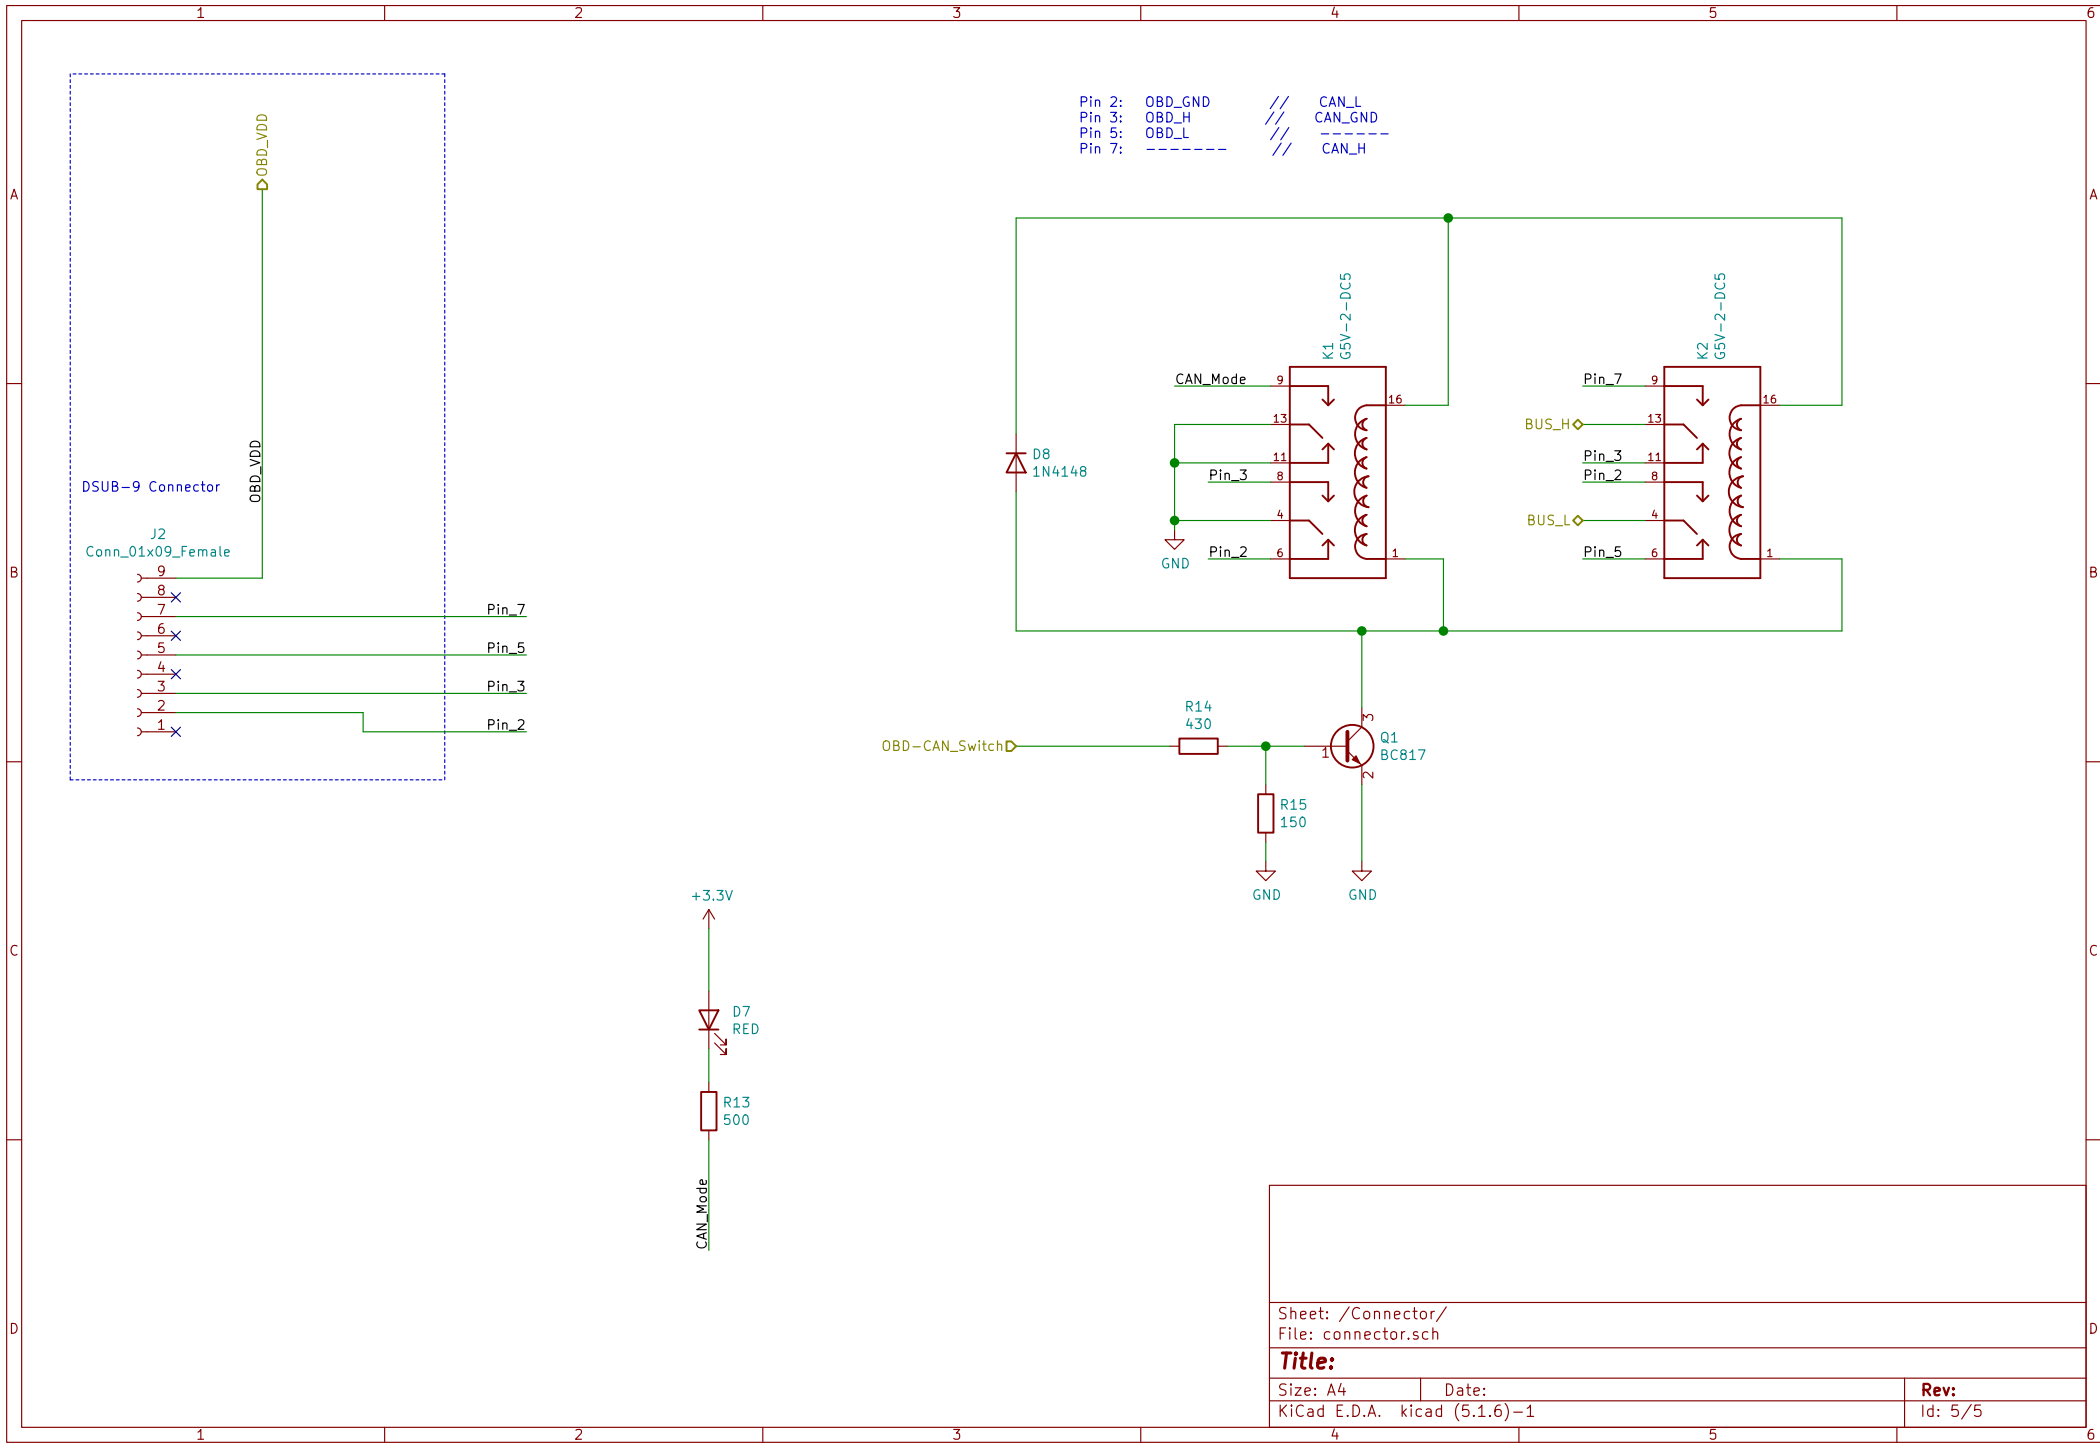 1 2 3 4 5 6
A A
B B
C C
D D
OBD_VDD
OBD_VDD
DSUB-9 Connector
J2
Conn_01x09_Female
9
8
7 Pin_7
6
5 Pin_5
4
3 Pin_3
2
1 Pin_2
Pin 2: OBD_GND // CAN_L
Pin 3: OBD_H // CAN_GND
Pin 5: OBD_L // ------
Pin 7: ------- // CAN_H
D8
1N4148
K1
G5V-2-DC5
CAN_Mode 9
16
13
11
Pin_3 8
4
GND
Pin_2 6
1
K2
G5V-2-DC5
Pin_7 9
16
BUS_H 13
Pin_3 11
Pin_2 8
BUS_L 4
Pin_5 6
1
OBD-CAN_Switch
R14
430
3
1
2
Q1
BC817
R15
150
GND
GND
+3.3V
D7
RED
R13
500
CAN_Mode
Sheet: /Connector/
File: connector.sch
Title:
Size: A4 Date: Rev:
KiCad E.D.A. kicad (5.1.6)-1 Id: 5/5
1 2 3 4 5 6